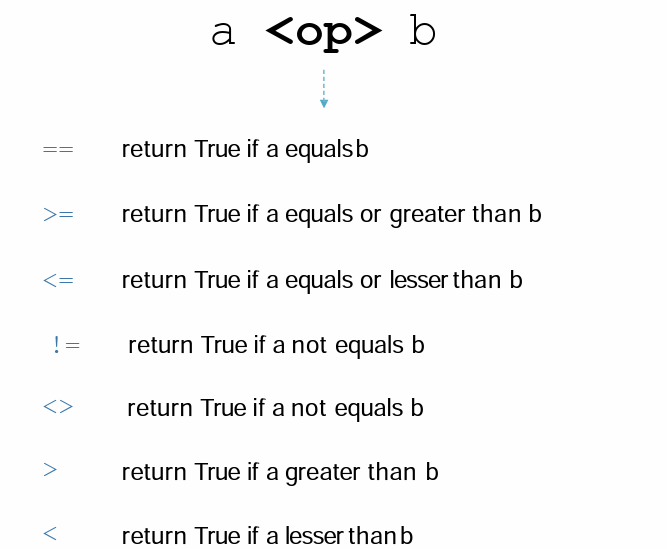 a <op> b
== return True if a equals b
>= return True if a equals or greater than b
<= return True if a equals or lesser than b
!= return True if a not equals b
<> return True if a not equals b
> return True if a greater than b
< return True if a lesser than b